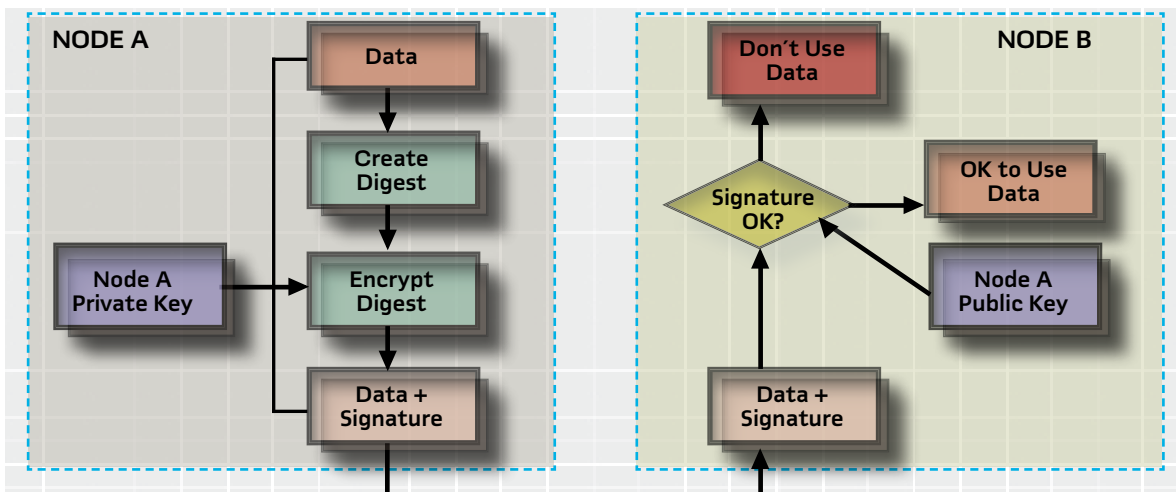 NODE A
Data
Create
Digest
Node A
Private Key
Encrypt
Digest
Data +
Signature
NODE B
Don´t Use
Data
Signature
OK?
OK to Use
Data
Node A
Public Key
Data +
Signature